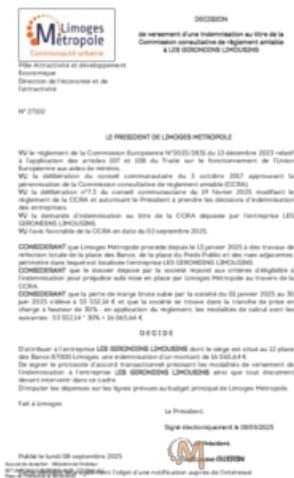 Limoges
Métropole
Communauté urbaine
DECISION
de versement d'une indemnisation au titre de la
Commission consultative de règlement amiable
à LES GIRONDINS LIMOUSINS
Pôle Attractivité et développement
Economique
Direction de l'économie et de
l'attractivité
N° 27502
LE PRESIDENT DE LIMOGES METROPOLE
VU le règlement de la Commission Européenne N°2023/2831 du 13 décembre 2023 relatif
à l'application des articles 107 et 108 du Traité sur le fonctionnement de l'Union
Européenne aux aides de minimis,
VU la délibération du conseil communautaire du 3 octobre 2017 approuvant la
pérennisation de la Commission consultative de règlement amiable (CCRA),
VU la délibération n°7.3 du conseil communautaire du 19 février 2025 modifiant le
règlement de la CCRA et autorisant le Président à prendre les décisions d'indemnisation
des entreprises,
VU la demande d'indemnisation au titre de la CCRA déposée par l'entreprise LES
GIRONDINS LIMOUSINS,
VU l'avis favorable de la CCRA en date du 02 septembre 2025,
CONSIDERANT que Limoges Métropole procède depuis le 13 janvier 2025 à des travaux de
réfection totale de la place des Bancs, de la place du Poids Public et des rues adjacentes,
périmètre dans lequel est localisée l'entreprise LES GIRONDINS LIMOUSINS.
CONSIDERANT que le dossier déposé par la société répond aux critères d'éligibilité à
l'indemnisation pour préjudice subi mise en place par Limoges Métropole au travers de la
CCRA.
CONSIDERANT que la perte de marge brute subie par la société du 01 janvier 2025 au 30
juin 2025 s'élève à 53 552,14 € et que la société se trouve dans la tranche de prise en
charge à hauteur de 30% : en application du règlement, les modalités de calcul sont les
suivantes : 53 552,14 * 30% = 16 065,64 €.
DECIDE
D'attribuer à l'entreprise LES GIRONDINS LIMOUSINS dont le siège est situé au 12 place
des Bancs 87000 Limoges, une indemnisation d'un montant de 16 065,64 €.
De signer le protocole d'accord transactionnel précisant les modalités de versement de
l'indemnisation à l'entreprise LES GIRONDINS LIMOUSINS ainsi que tout document
devant intervenir dans ce cadre.
D'imputer les dépenses sur les lignes prévues au budget principal de Limoges Métropole.
Fait à Limoges
Le Président,
Signé électroniquement le 08/09/2025
Président,
GUERIN
Publié le lundi 08 septembre 2025
l'objet d'une notification auprès de l'intéressé